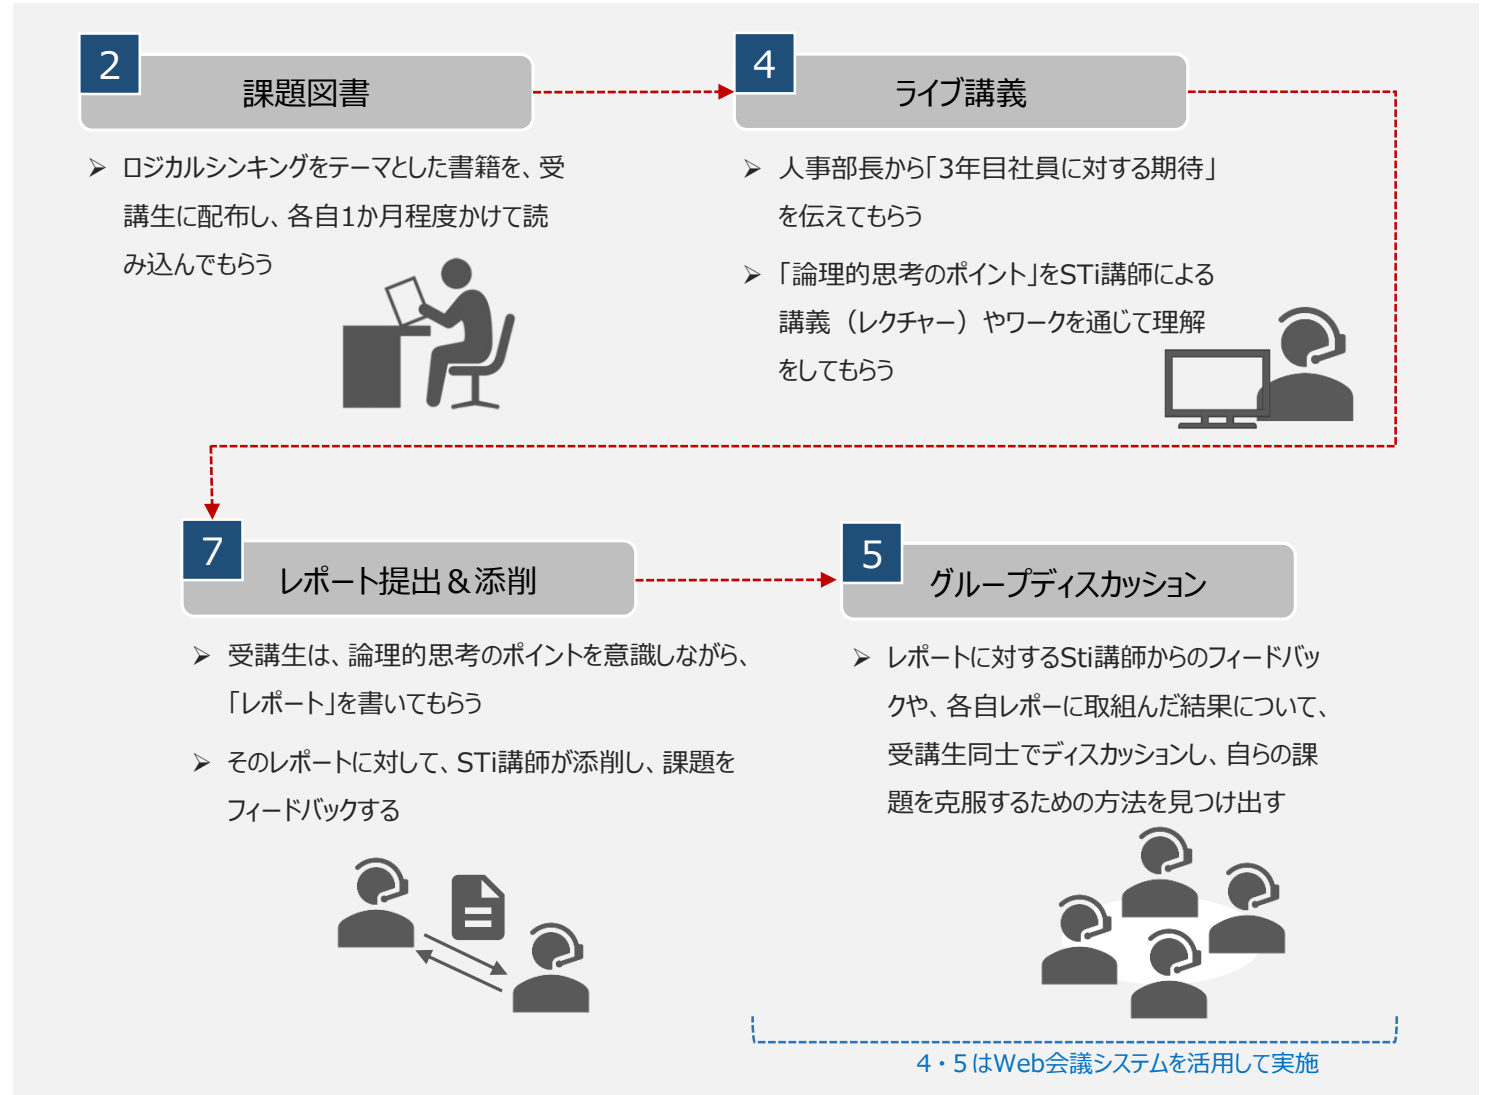 2
課題図書
ロジカルシンキングをテーマとした書籍を、受
講生に配布し、各自1か月程度かけて読
み込んでもらう
4
ライブ講義
人事部長から「3年目社員に対する期待」
を伝えてもらう
「論理的思考のポイント」をSTi講師による
講義（レクチャー）やワークを通じて理解
をしてもらう
7
レポート提出＆添削
受講生は、論理的思考のポイントを意識しながら、
「レポート」を書いてもらう
そのレポートに対して、STi講師が添削し、課題を
フィードバックする
5
グループディスカッション
レポートに対するSti講師からのフィードバッ
クや、各自レポーに取組んだ結果について、
受講生同士でディスカッションし、自らの課
題を克服するための方法を見つけ出す
4・5はWeb会議システムを活用して実施